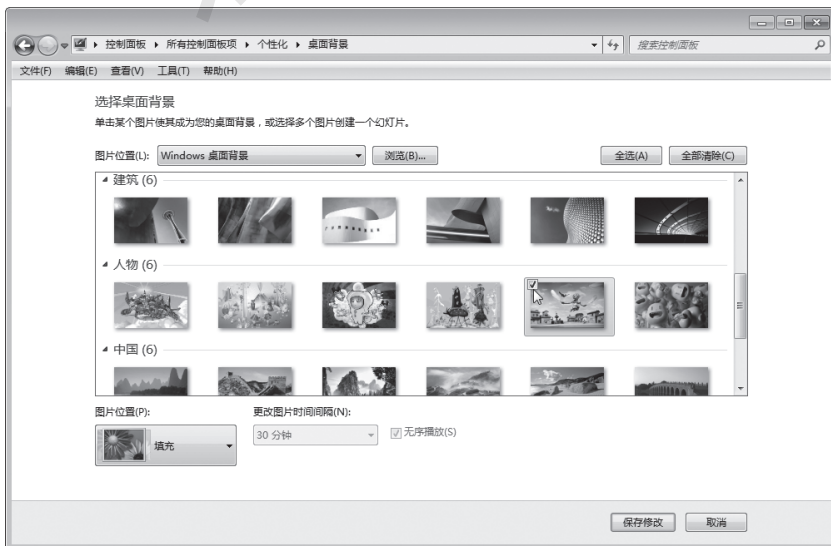 控制面板 ▸ 所有控制面板项 ▸ 个性化 ▸ 桌面背景 搜索控制面板
文件(F) 编辑(E) 查看(V) 工具(T) 帮助(H)
选择桌面背景
单击某个图片使其成为您的桌面背景，或选择多个图片创建一个幻灯片。
图片位置(L): Windows 桌面背景 浏览(B)... 全选(A) 全部清除(C)
建筑 (6)
人物 (6)
中国 (6)
图片位置(P): 更改图片时间间隔(N):
填充 30 分钟 无序播放(S)
保存修改 取消